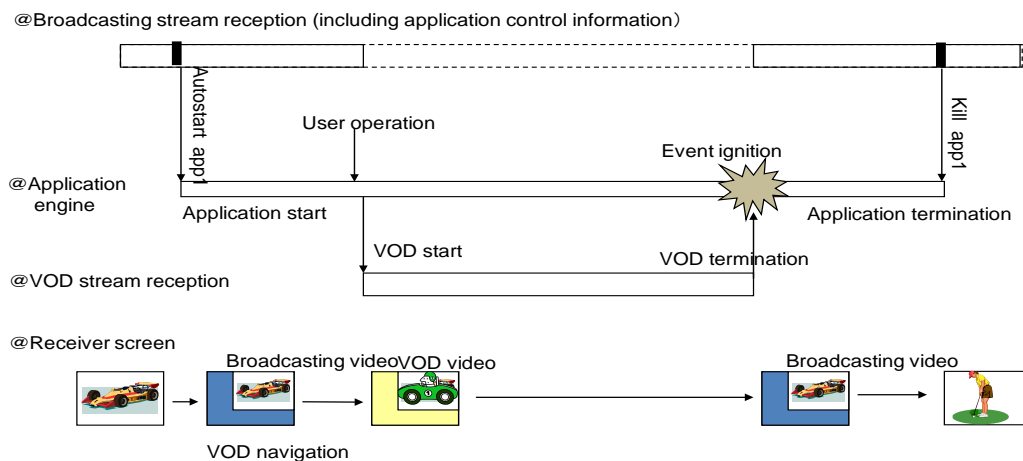 @Broadcasting stream reception (including application control information）
Autostart app1
User operation
Kill app1
Event ignition
@Application
engine
Application start
Application termination
VOD start
VOD termination
@VOD stream reception
@Receiver screen
Broadcasting video
VOD video
Broadcasting video
1
VOD navigation